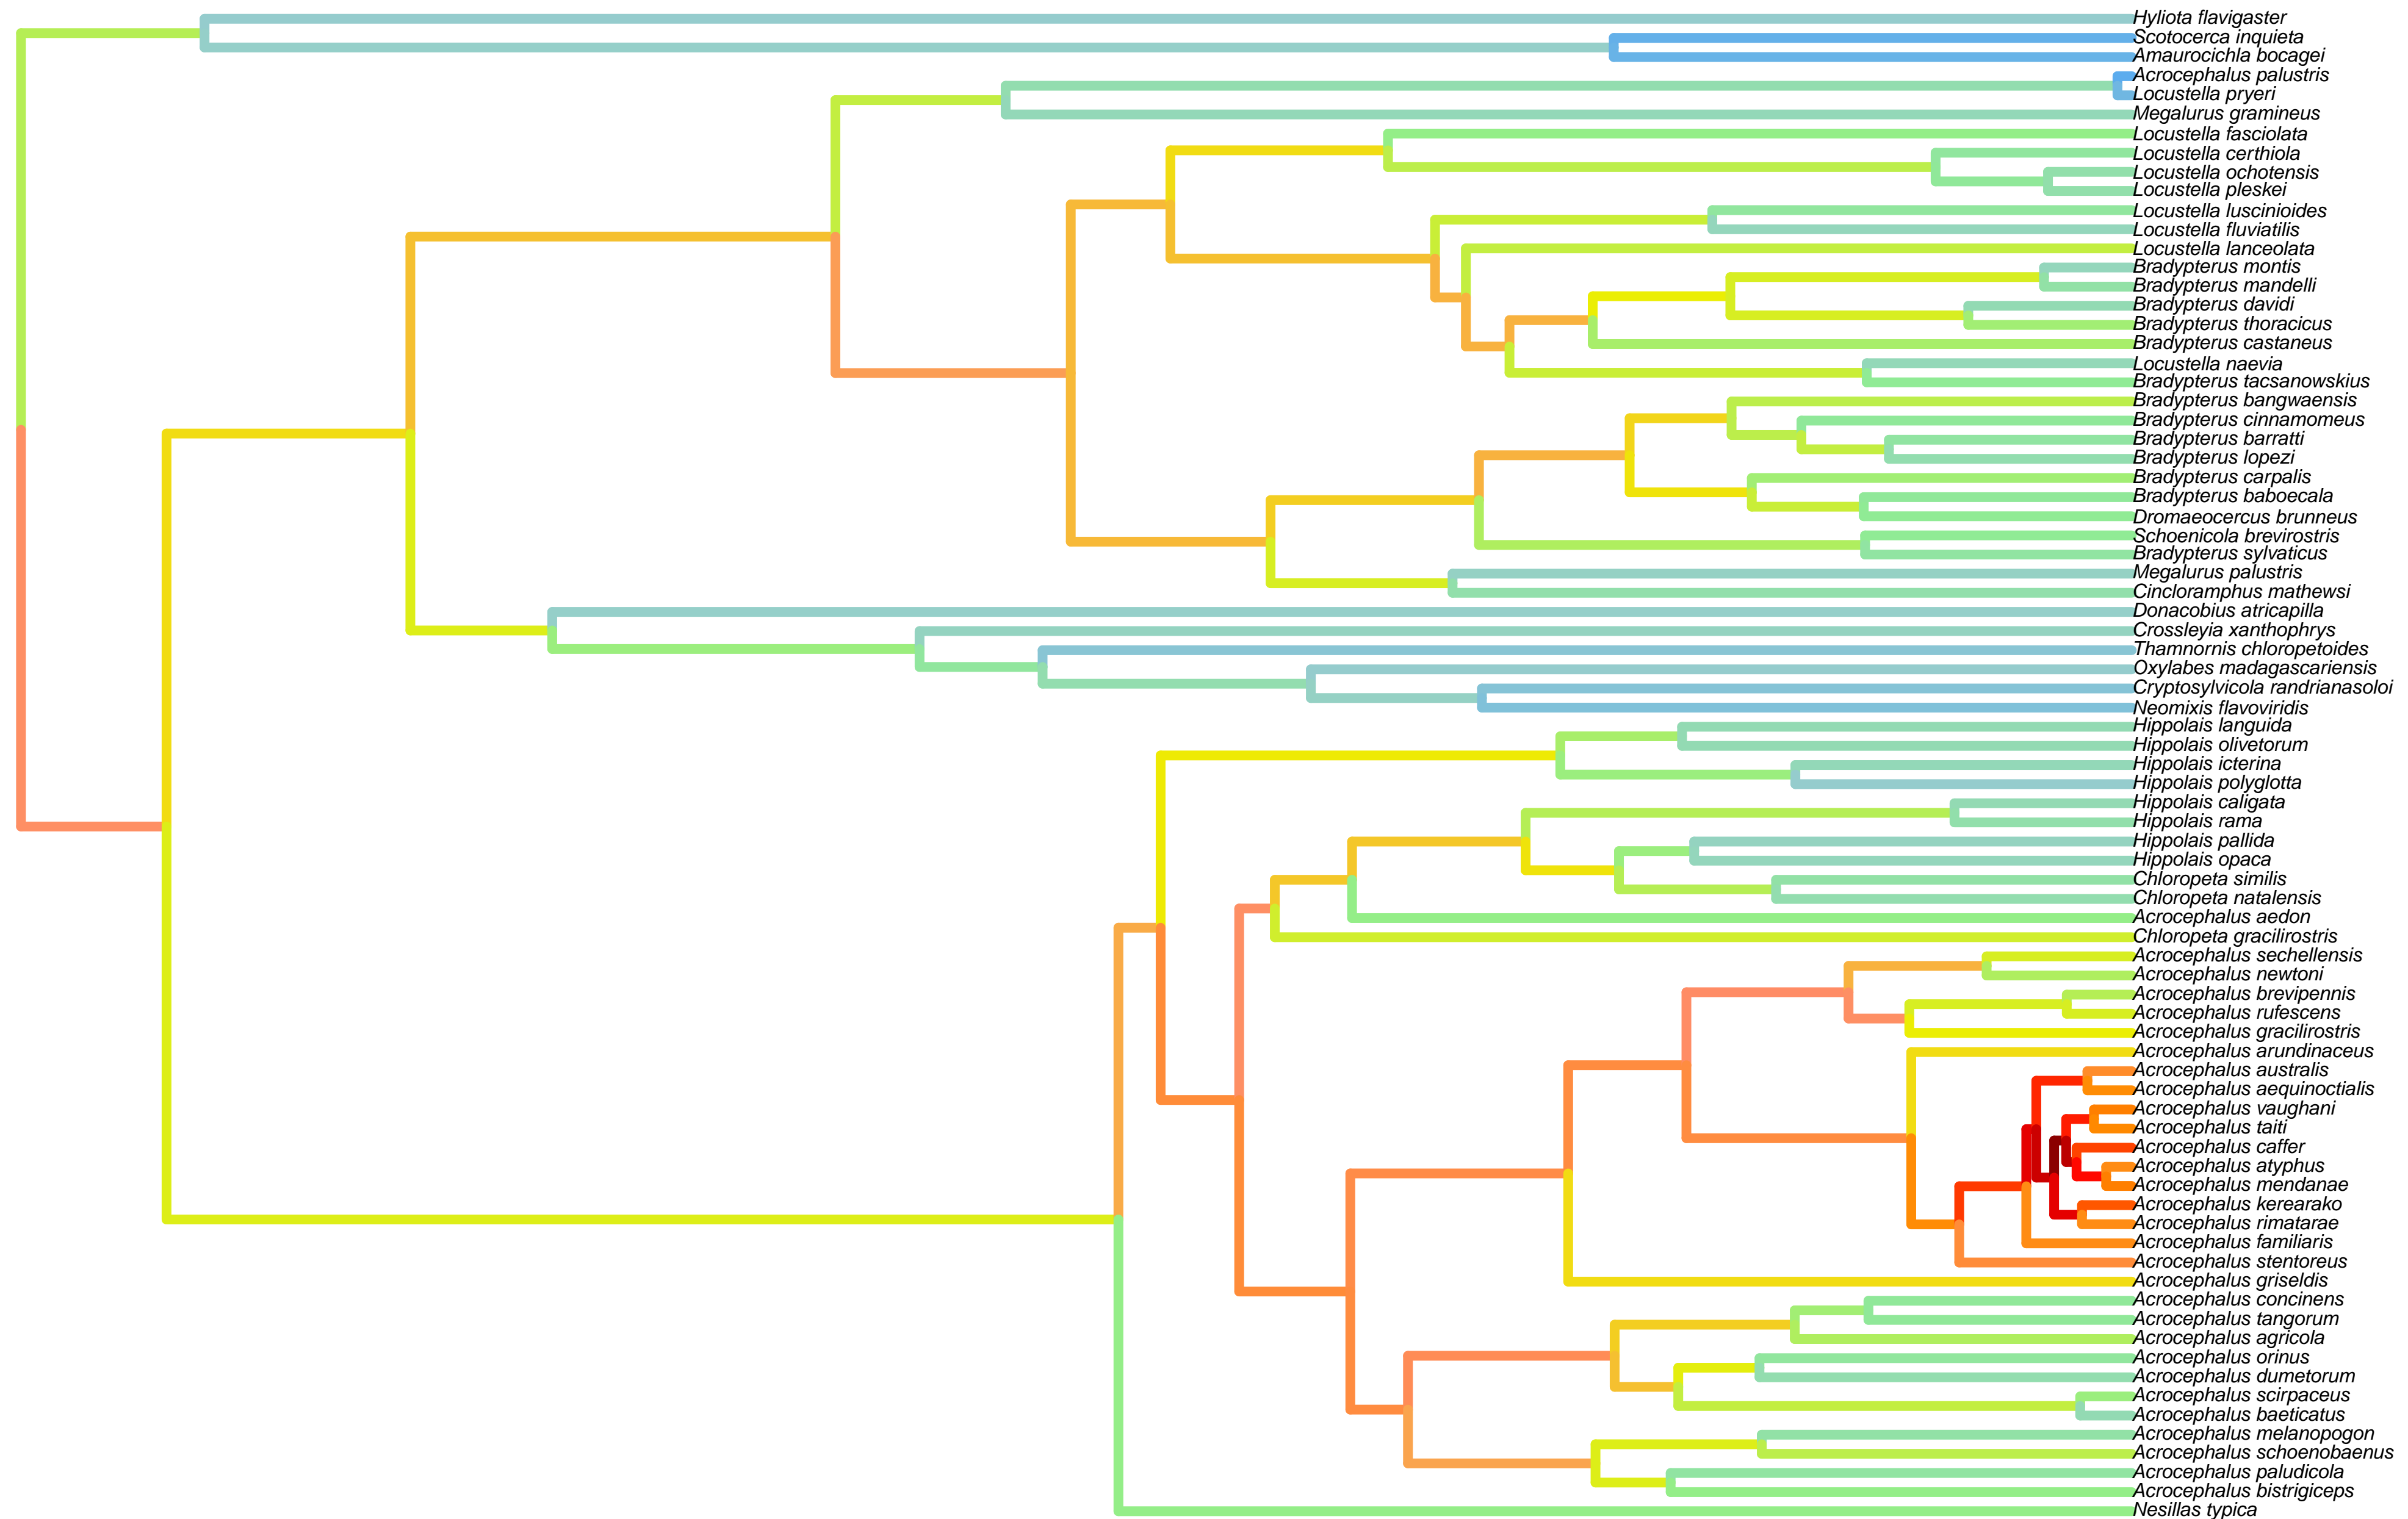 Hyliota flavigaster
Scotocerca inquieta
Amaurocichla bocagei
Acrocephalus palustris
Locustella pryeri
Megalurus gramineus
Locustella fasciolata
Locustella certhiola
Locustella ochotensis
Locustella pleskei
Locustella luscinioides
Locustella fluviatilis
Locustella lanceolata
Bradypterus montis
Bradypterus mandelli
Bradypterus davidi
Bradypterus thoracicus
Bradypterus castaneus
Locustella naevia
Bradypterus tacsanowskius
Bradypterus bangwaensis
Bradypterus cinnamomeus
Bradypterus barratti
Bradypterus lopezi
Bradypterus carpalis
Bradypterus baboecala
Dromaeocercus brunneus
Schoenicola brevirostris
Bradypterus sylvaticus
Megalurus palustris
Cincloramphus mathewsi
Donacobius atricapilla
Crossleyia xanthophrys
Thamnornis chloropetoides
Oxylabes madagascariensis
Cryptosylvicola randrianasoloi
Neomixis flavoviridis
Hippolais languida
Hippolais olivetorum
Hippolais icterina
Hippolais polyglotta
Hippolais caligata
Hippolais rama
Hippolais pallida
Hippolais opaca
Chloropeta similis
Chloropeta natalensis
Acrocephalus aedon
Chloropeta gracilirostris
Acrocephalus sechellensis
Acrocephalus newtoni
Acrocephalus brevipennis
Acrocephalus rufescens
Acrocephalus gracilirostris
Acrocephalus arundinaceus
Acrocephalus australis
Acrocephalus aequinoctialis
Acrocephalus vaughani
Acrocephalus taiti
Acrocephalus caffer
Acrocephalus atyphus
Acrocephalus mendanae
Acrocephalus kerearako
Acrocephalus rimatarae
Acrocephalus familiaris
Acrocephalus stentoreus
Acrocephalus griseldis
Acrocephalus concinens
Acrocephalus tangorum
Acrocephalus agricola
Acrocephalus orinus
Acrocephalus dumetorum
Acrocephalus scirpaceus
Acrocephalus baeticatus
Acrocephalus melanopogon
Acrocephalus schoenobaenus
Acrocephalus paludicola
Acrocephalus bistrigiceps
Nesillas typica